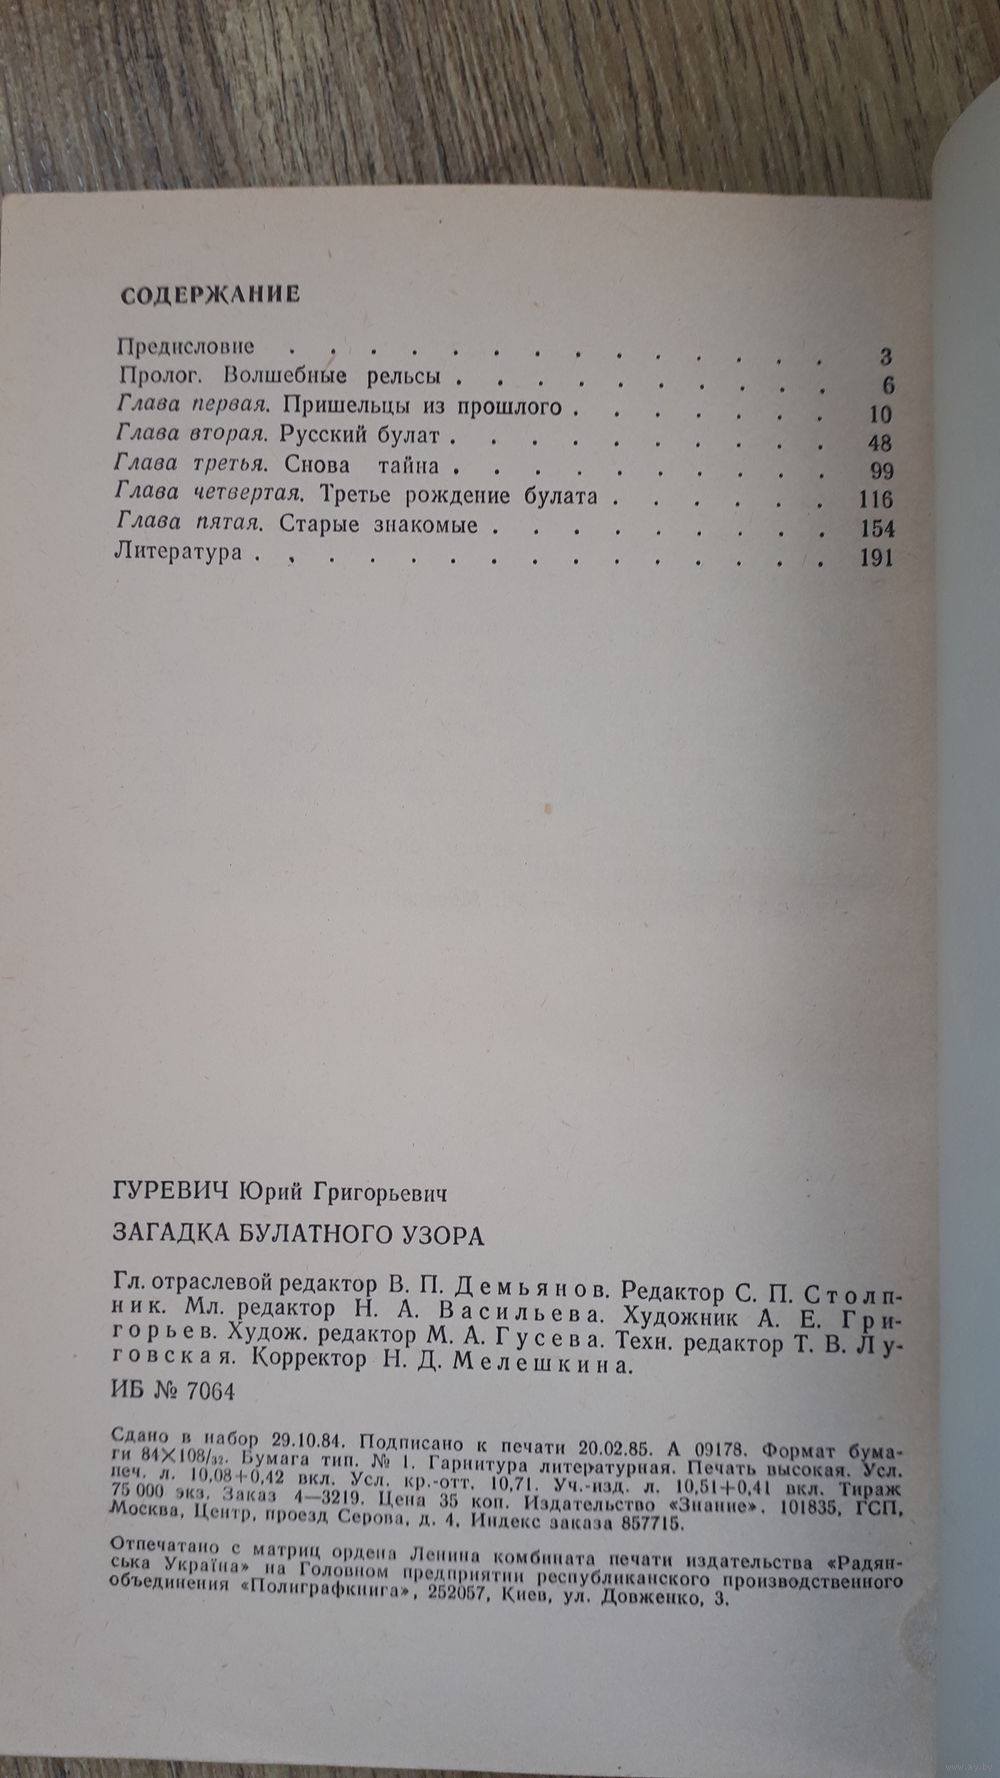 СОДЕРЖАНИЕ
Предисловие . . . . . . . . . . . . . . 3
Пролог. Волшебные рельсы . . . . . . . . . . 6
Глава первая. Пришельцы из прошлого . . . . . . . 10
Глава вторая. Русский булат . . . . . . . . . . 48
Глава третья. Снова тайна . . . . . . . . . . 99
Глава четвертая. Третье рождение булата . . . . . . 116
Глава пятая. Старые знакомые . . . . . . . . . 154
Литература . . . . . . . . . . . . . . . 191
ГУРЕВИЧ Юрий Григорьевич
ЗАГАДКА БУЛАТНОГО УЗОРА
Гл. отраслевой редактор В. П. Демьянов. Редактор С. П. Столп-
ник. Мл. редактор Н. А. Васильева. Художник А. Е. Гри-
горьев. Худож. редактор М. А. Гусева. Техн. редактор Т. В. Лу-
говская. Корректор Н. Д. Мелешкина.
ИБ № 7064
Сдано в набор 29.10.84. Подписано к печати 20.02.85. А 09178. Формат бума-
ги 84×108/32. Бумага тип. № 1. Гарнитура литературная. Печать высокая. Усл.
печ. л. 10,08+0,42 вкл. Усл. кр.-отт. 10,71. Уч.-изд. л. 10,51+0,41 вкл. Тираж
75 000 экз. Заказ 4—3219. Цена 35 коп. Издательство «Знание». 101835, ГСП,
Москва, Центр, проезд Серова, д. 4. Индекс заказа 857715.
Отпечатано с матриц ордена Ленина комбината печати издательства «Радян-
ська Україна» на Головном предприятии республиканского производственного
объединения «Полиграфкнига», 252057, Киев, ул. Довженко, 3.
www.ay.by